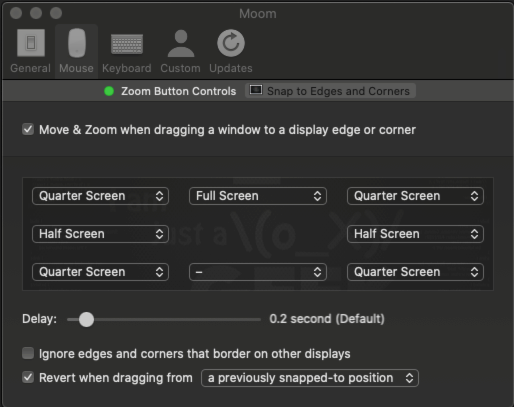 Moom
General Mouse Keyboard Custom Updates
Zoom Button Controls Snap to Edges and Corners
Move & Zoom when dragging a window to a display edge or corner
Quarter Screen Full Screen Quarter Screen
Half Screen Half Screen
Quarter Screen – Quarter Screen
Delay: 0.2 second (Default)
Ignore edges and corners that border on other displays
Revert when dragging from a previously snapped-to position